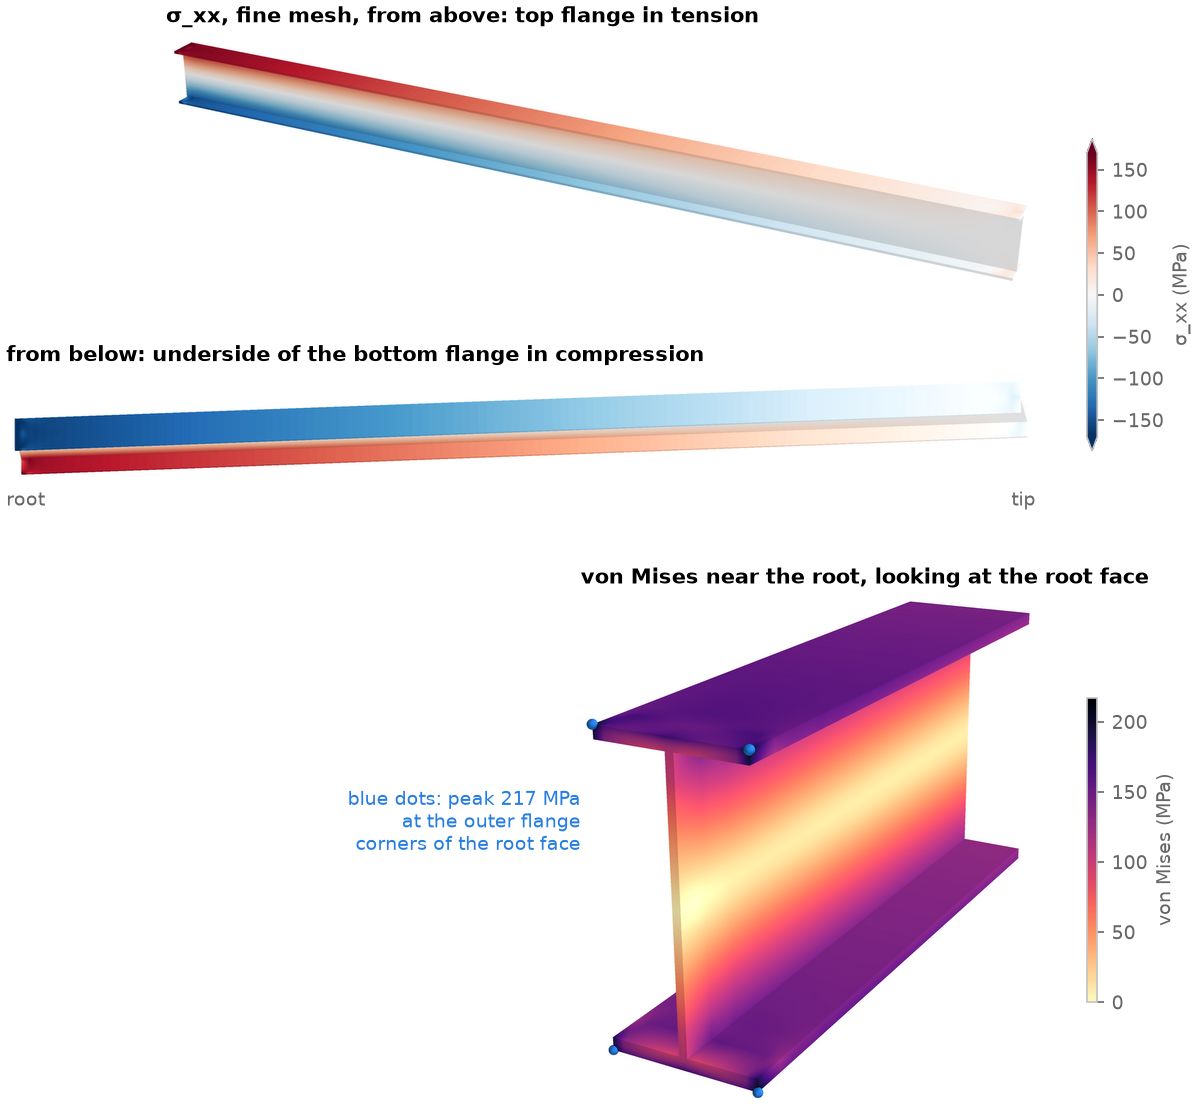 σ_xx, fine mesh, from above: top flange in tension
150
100
50
0
−50
−100
−150
σ_xx (MPa)
from below: underside of the bottom flange in compression
root
tip
von Mises near the root, looking at the root face
blue dots: peak 217 MPa
at the outer flange
corners of the root face
200
150
100
50
0
von Mises (MPa)